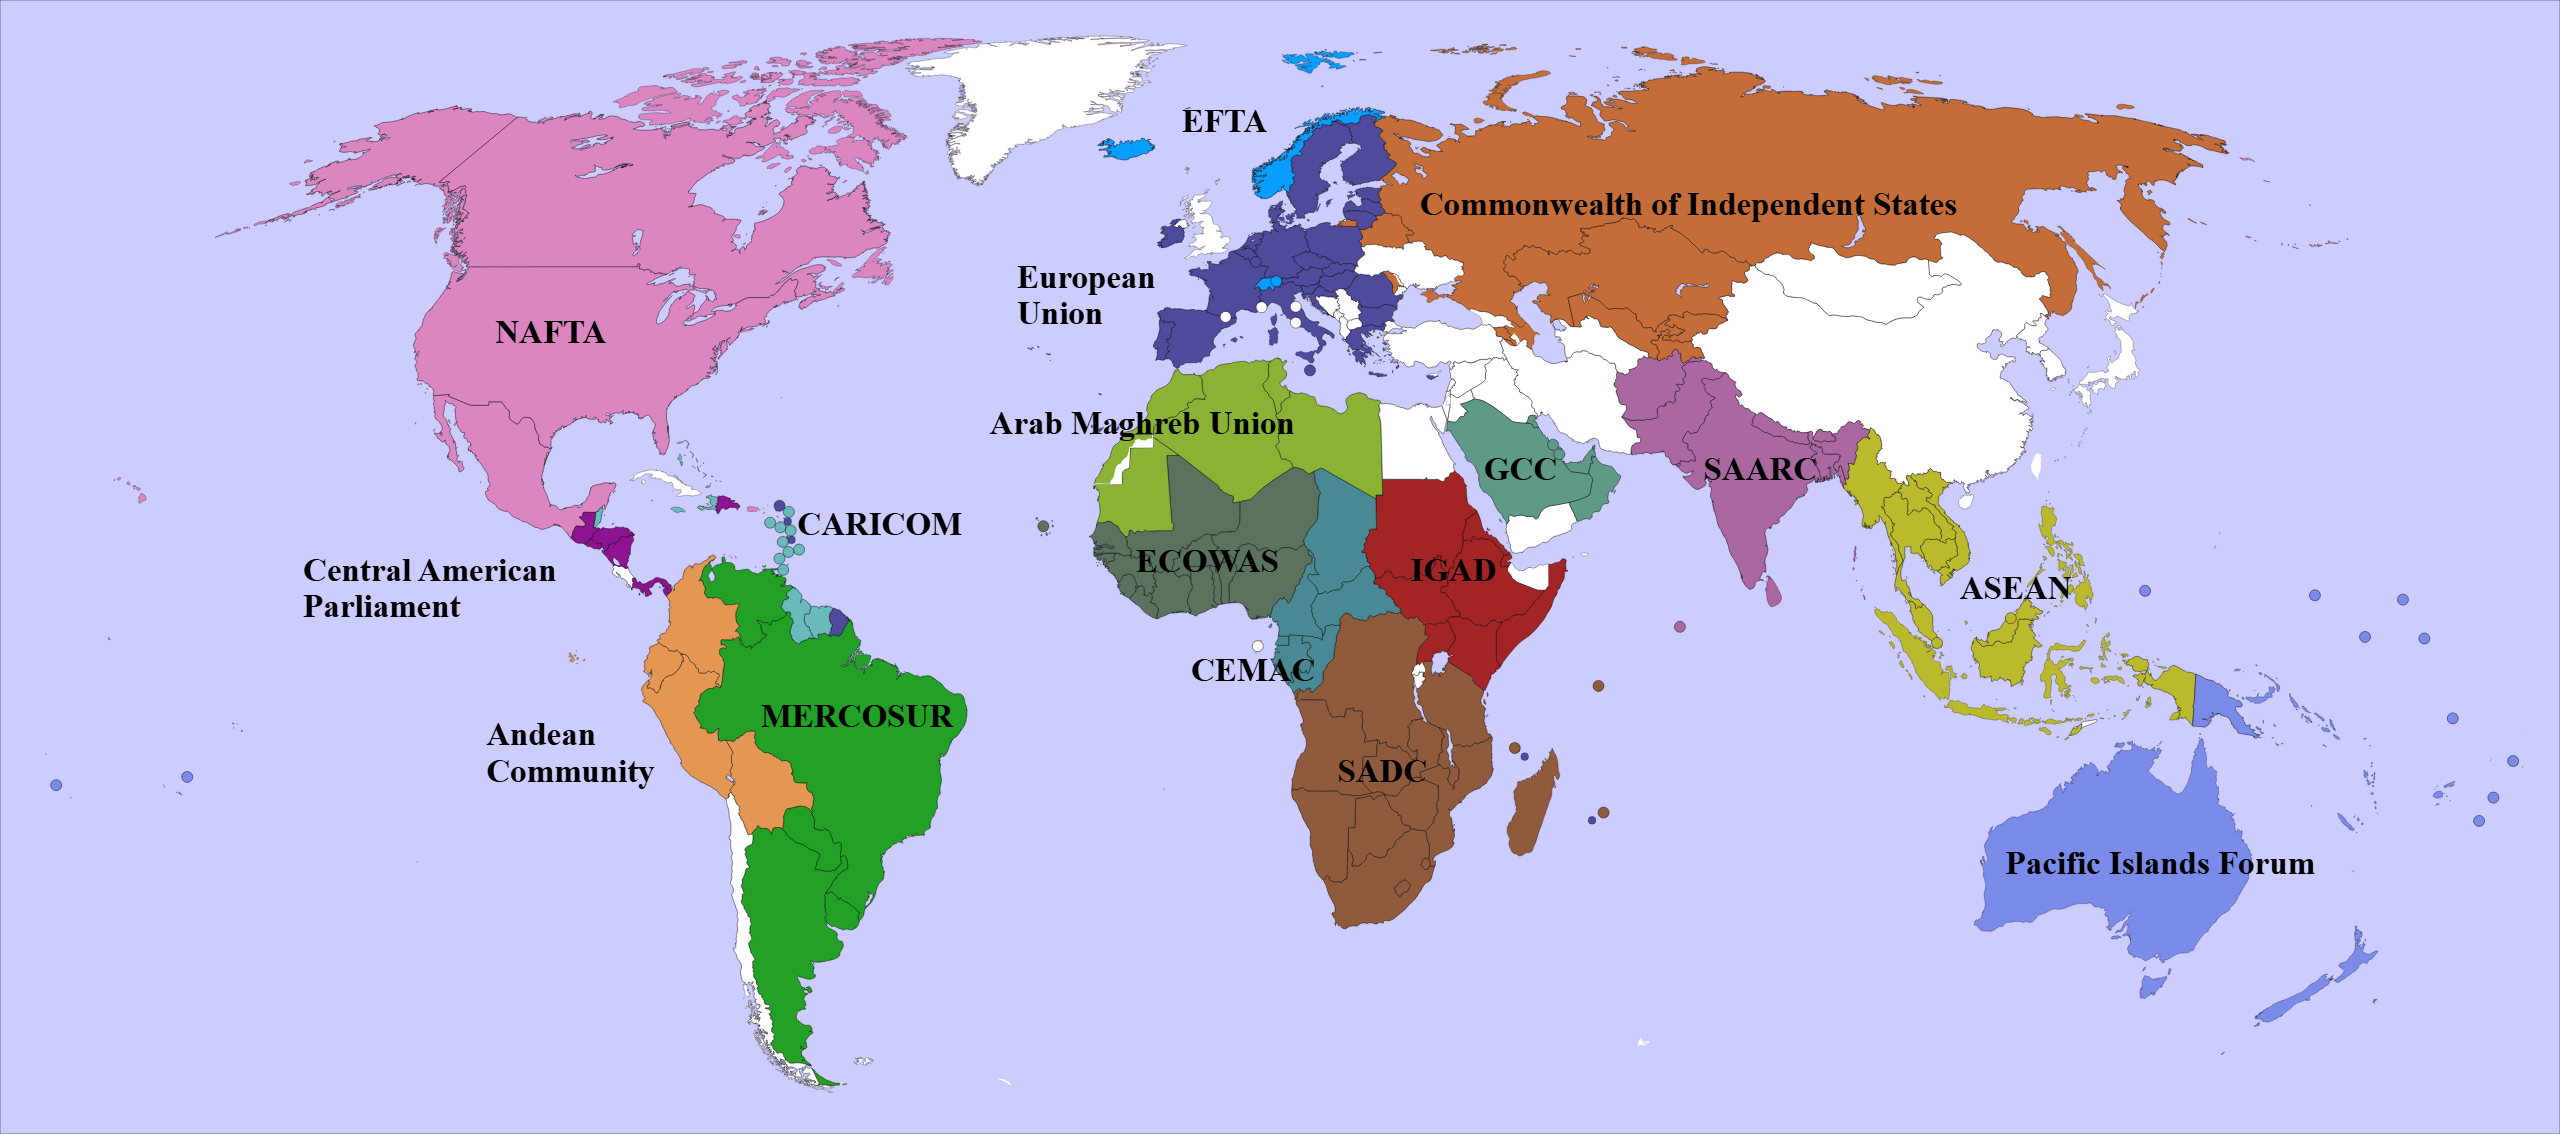 EFTA
Commonwealth of Independent States
European
Union
NAFTA
Arab Maghreb Union
GCC
SAARC
CARICOM
ECOWAS
IGAD
Central American
Parliament
ASEAN
CEMAC
MERCOSUR
Andean
Community
SADC
Pacific Islands Forum